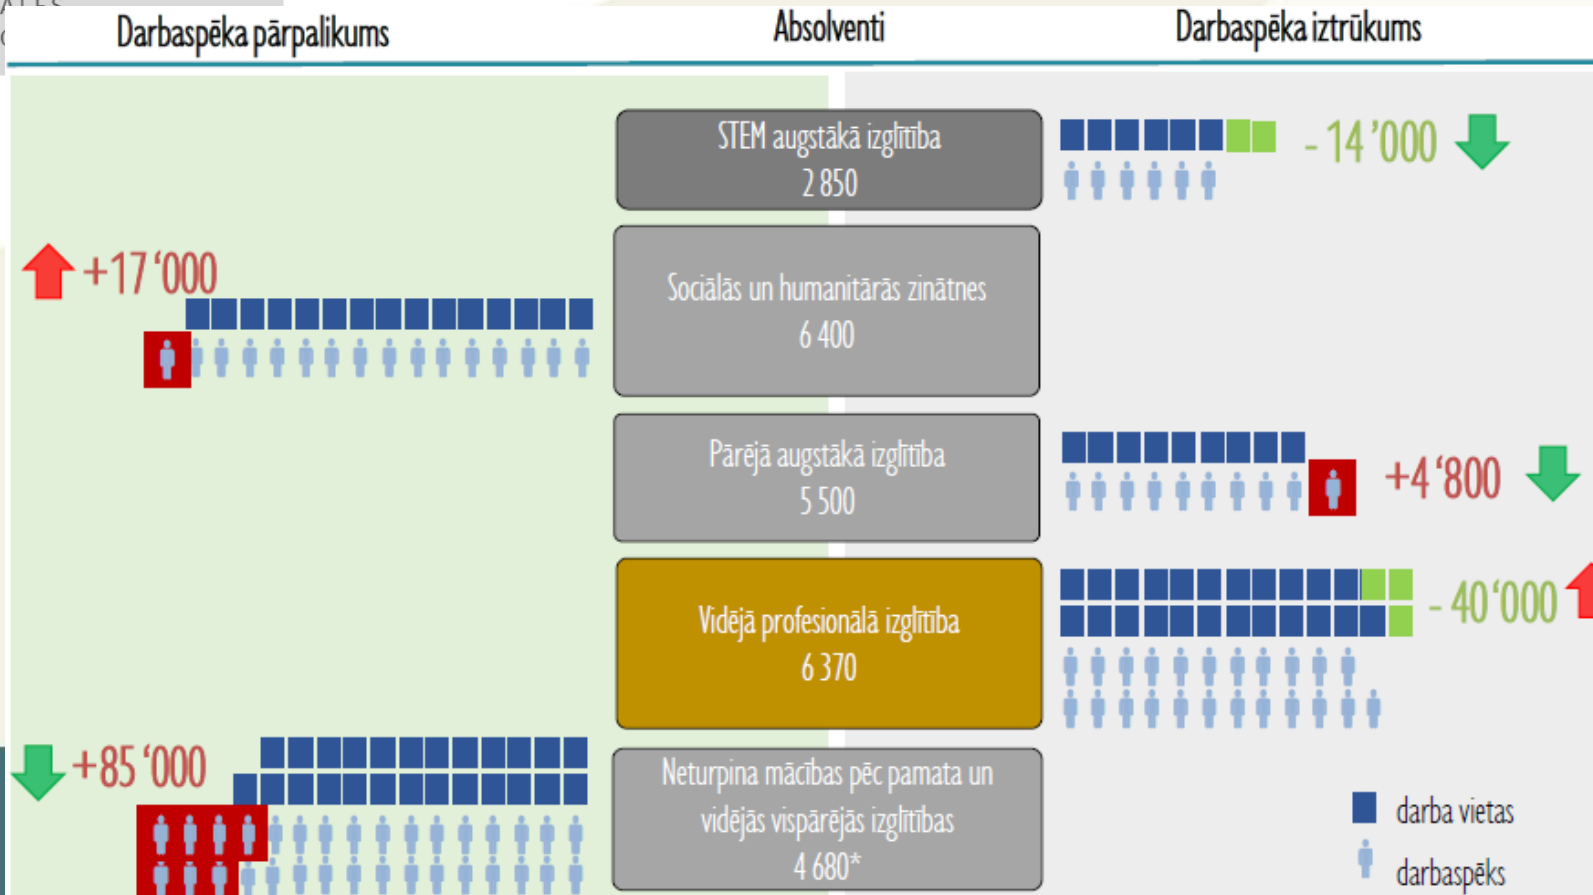 Darbaspēka pārpalikums
Absolventi
Darbaspēka iztrūkums
STEM augstākā izglītība
2 850
- 14 ’000
+17 ‘000
Sociālās un humanitārās zinātnes
6 400
Pārējā augstākā izglītība
5 500
+4 ‘800
Vidējā profesionālā izglītība
6 370
- 40 ‘000
+85 ‘000
Neturpina mācības pēc pamata un
vidējās vispārējās izglītības
4 680*
darba vietas
darbaspēks